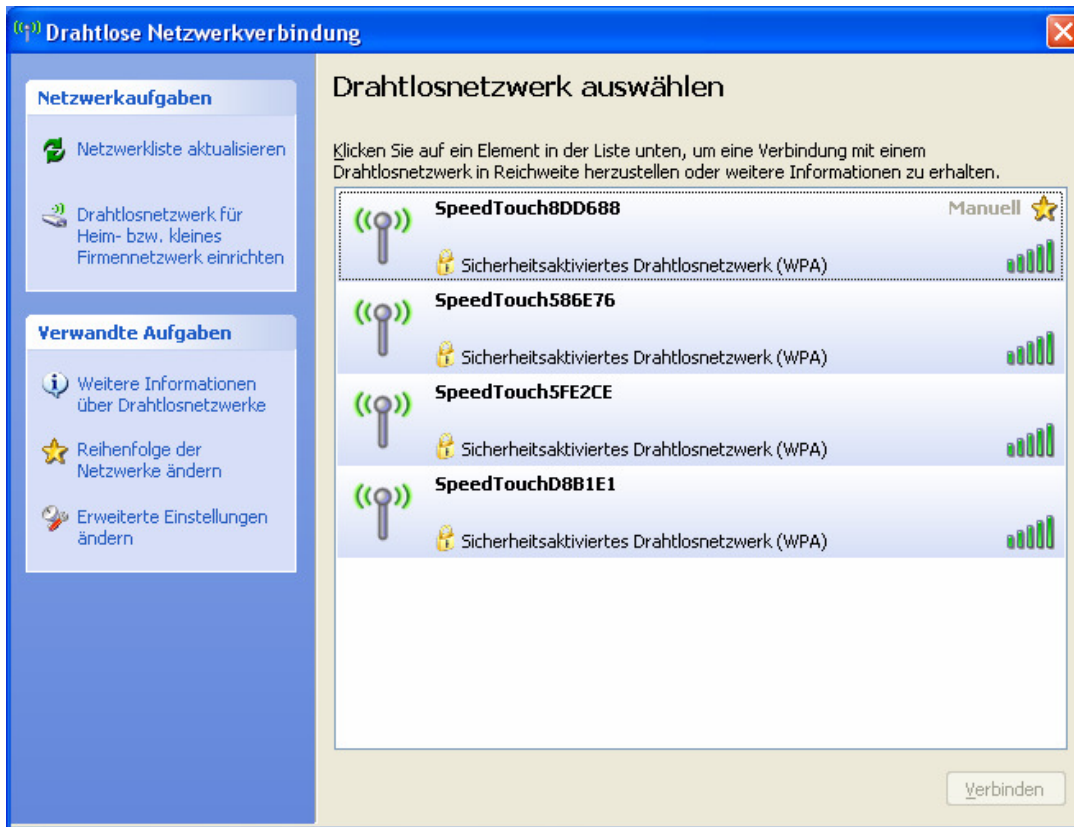 Drahtlose Netzwerkverbindung
Netzwerkaufgaben
Netzwerkliste aktualisieren
Drahtlosnetzwerk für
Heim- bzw. kleines
Firmennetzwerk einrichten
Verwandte Aufgaben
Weitere Informationen
über Drahtlosnetzwerke
Reihenfolge der
Netzwerke ändern
Erweiterte Einstellungen
ändern
Drahtlosnetzwerk auswählen
Klicken Sie auf ein Element in der Liste unten, um eine Verbindung mit einem
Drahtlosnetzwerk in Reichweite herzustellen oder weitere Informationen zu erhalten.
SpeedTouch8DD688 Manuell
Sicherheitsaktiviertes Drahtlosnetzwerk (WPA)
SpeedTouch586E76
Sicherheitsaktiviertes Drahtlosnetzwerk (WPA)
SpeedTouch5FE2CE
Sicherheitsaktiviertes Drahtlosnetzwerk (WPA)
SpeedTouchD8B1E1
Sicherheitsaktiviertes Drahtlosnetzwerk (WPA)
Verbinden